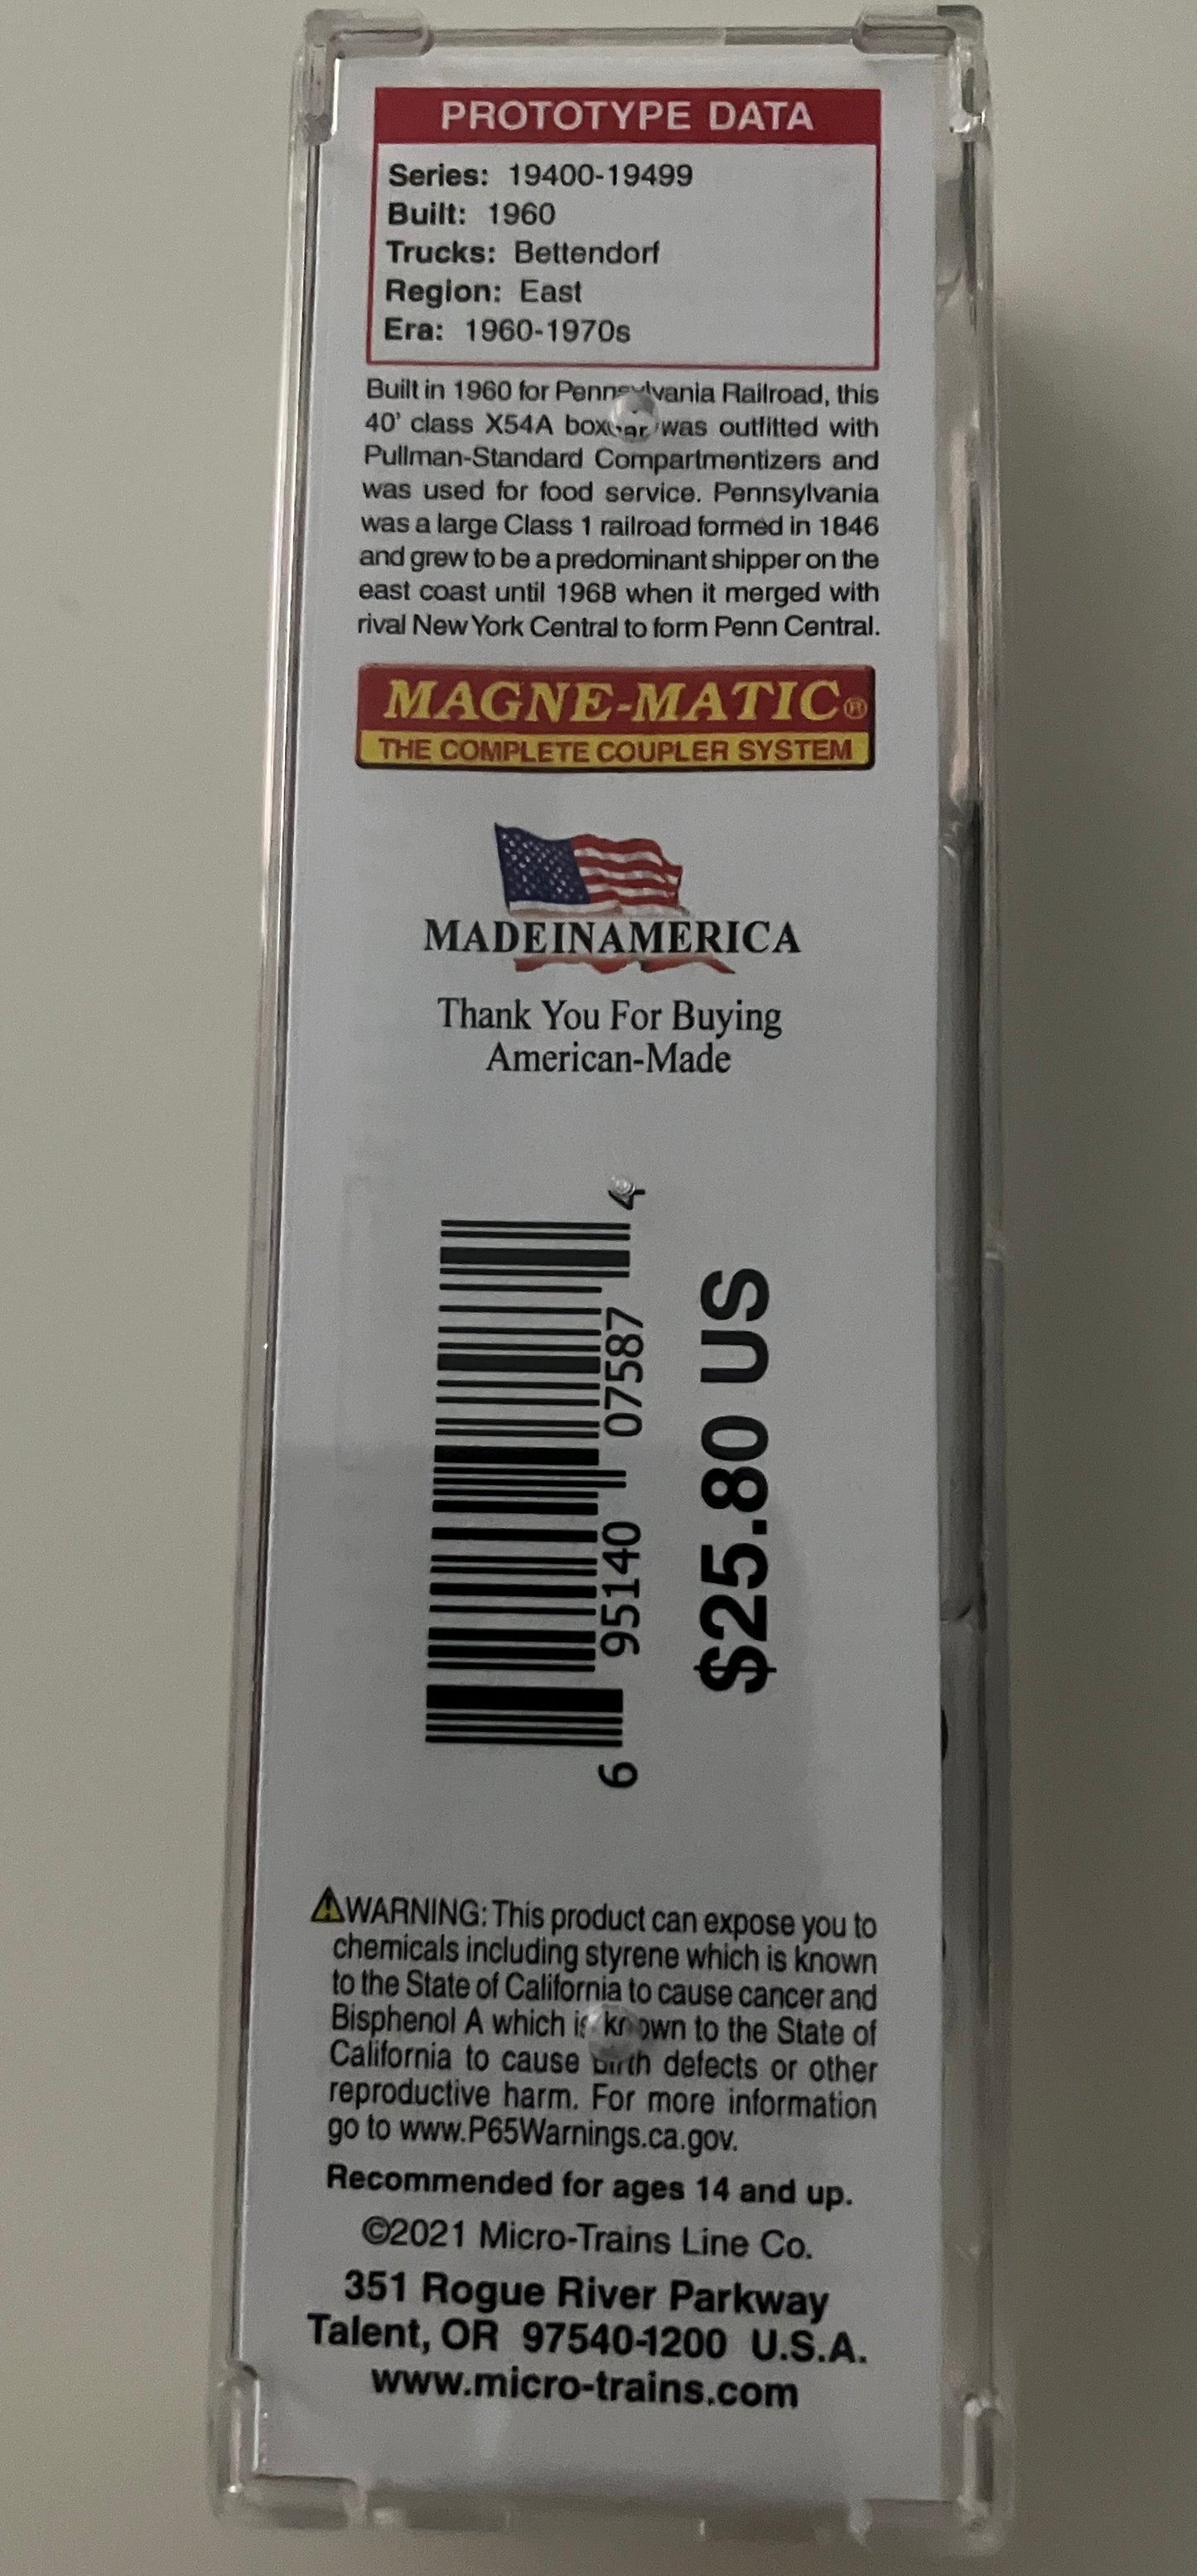 PROTOTYPE DATA
Series: 19400-19499
Built: 1960
Trucks: Bettendorf
Region: East
Era: 1960-1970s
Built in 1960 for Pennsylvania Railroad, this
40' class X54A boxcar was outfitted with
Pullman-Standard Compartmentizers and
was used for food service. Pennsylvania
was a large Class 1 railroad formed in 1846
and grew to be a predominant shipper on the
east coast until 1968 when it merged with
rival New York Central to form Penn Central.
MAGNE-MATIC®
THE COMPLETE COUPLER SYSTEM
MADEINAMERICA
Thank You For Buying
American-Made
6 95140 07587 4
$25.80 US
⚠WARNING: This product can expose you to
chemicals including styrene which is known
to the State of California to cause cancer and
Bisphenol A which is known to the State of
California to cause birth defects or other
reproductive harm. For more information
go to www.P65Warnings.ca.gov.
Recommended for ages 14 and up.
©2021 Micro-Trains Line Co.
351 Rogue River Parkway
Talent, OR 97540-1200 U.S.A.
www.micro-trains.com